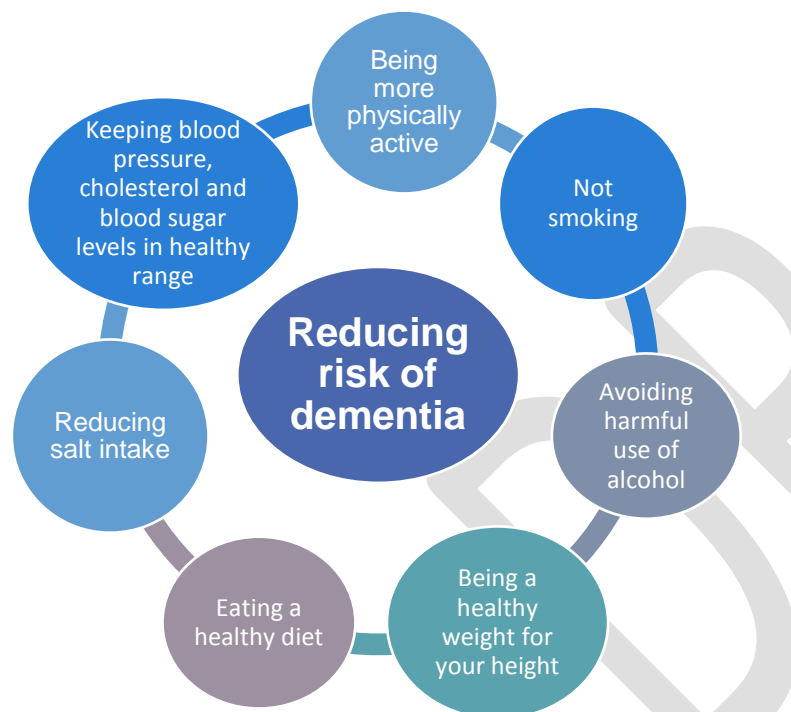 Being
more
physically
active
Not
smoking
Avoiding
harmful
use of
alcohol
Being a
healthy
weight for
your height
Eating a
healthy diet
Reducing
salt intake
Keeping blood
pressure,
cholesterol and
blood sugar
levels in healthy
range
Reducing
risk of
dementia